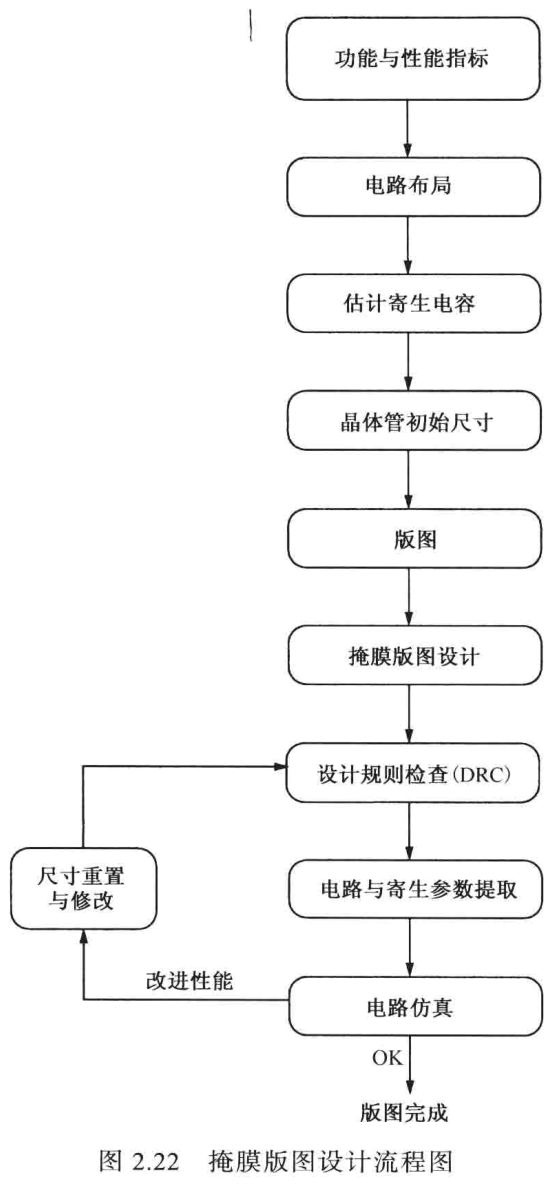 功能与性能指标
电路布局
估计寄生电容
晶体管初始尺寸
版图
掩膜版图设计
设计规则检查(DRC)
尺寸重置
与修改
电路与寄生参数提取
改进性能
电路仿真
OK
版图完成
图 2.22 掩膜版图设计流程图